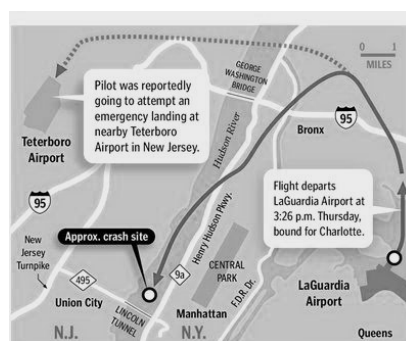 0 1
MILES
GEORGE
WASHINGTON
BRIDGE
Pilot was reportedly
going to attempt an
emergency landing at
nearby Teterboro
Airport in New Jersey.
Teterboro
Airport
Hudson River
95
Bronx
95
Flight departs
LaGuardia Airport at
3:26 p.m. Thursday,
bound for Charlotte.
Approx. crash site
New
Jersey
Turnpike
495
Union City
9a
Henry Hudson Pkwy.
CENTRAL
PARK
F.D.R. Dr.
LaGuardia
Airport
LINCOLN
TUNNEL
Manhattan
N.J.
N.Y.
Queens